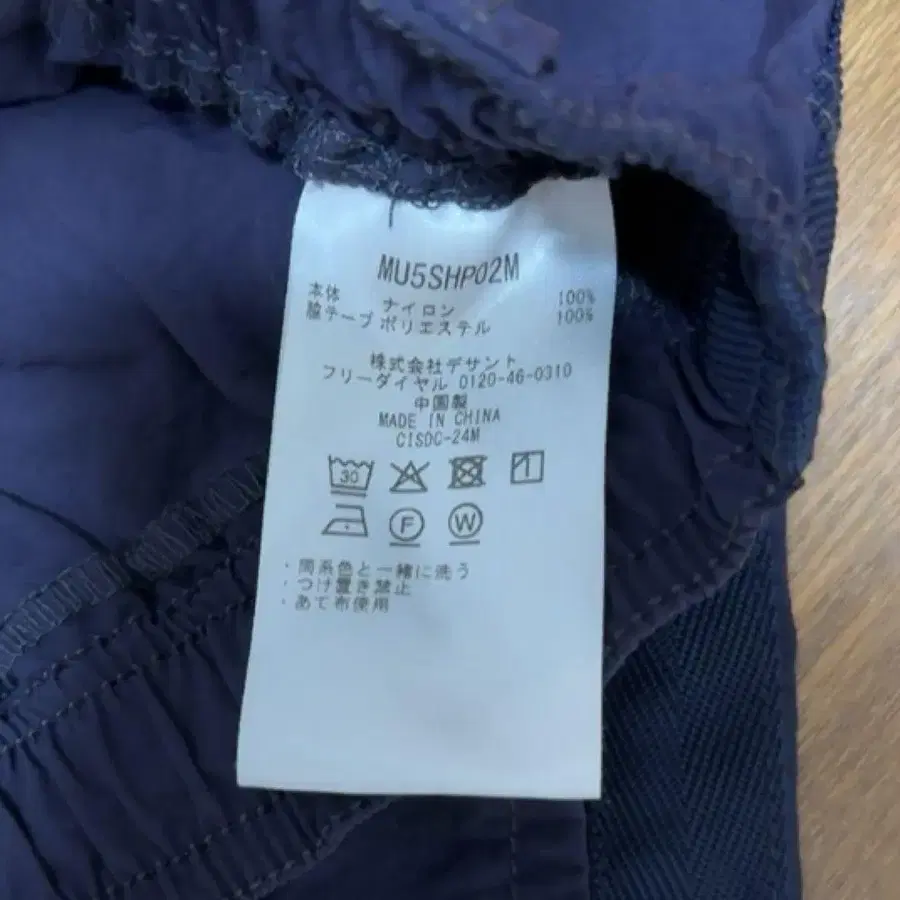 MU5SHP02M
本体 ナイロン 100%
脇テープ ポリエステル 100%
株式会社デサント
フリーダイヤル 0120-46-0310
中国製
MADE IN CHINA
CISDC-24M
30
F W
・同系色と一緒に洗う
・つけ置き禁止
・あて布使用